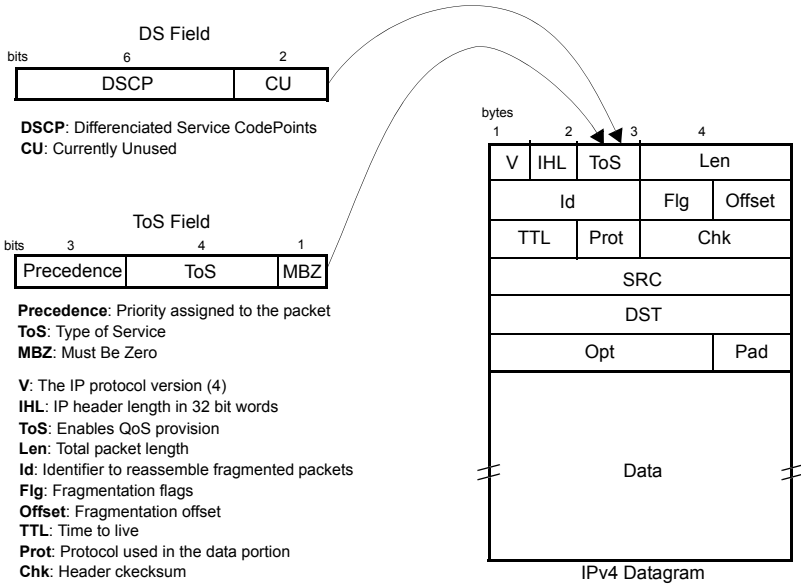 DS Field
bits 6 2
DSCP CU
DSCP: Differenciated Service CodePoints
CU: Currently Unused
ToS Field
bits 3 4 1
Precedence ToS MBZ
Precedence: Priority assigned to the packet
ToS: Type of Service
MBZ: Must Be Zero
V: The IP protocol version (4)
IHL: IP header length in 32 bit words
ToS: Enables QoS provision
Len: Total packet length
Id: Identifier to reassemble fragmented packets
Flg: Fragmentation flags
Offset: Fragmentation offset
TTL: Time to live
Prot: Protocol used in the data portion
Chk: Header ckecksum
bytes
1 2 3 4
V IHL ToS Len
Id Flg Offset
TTL Prot Chk
SRC
DST
Opt Pad
Data
IPv4 Datagram